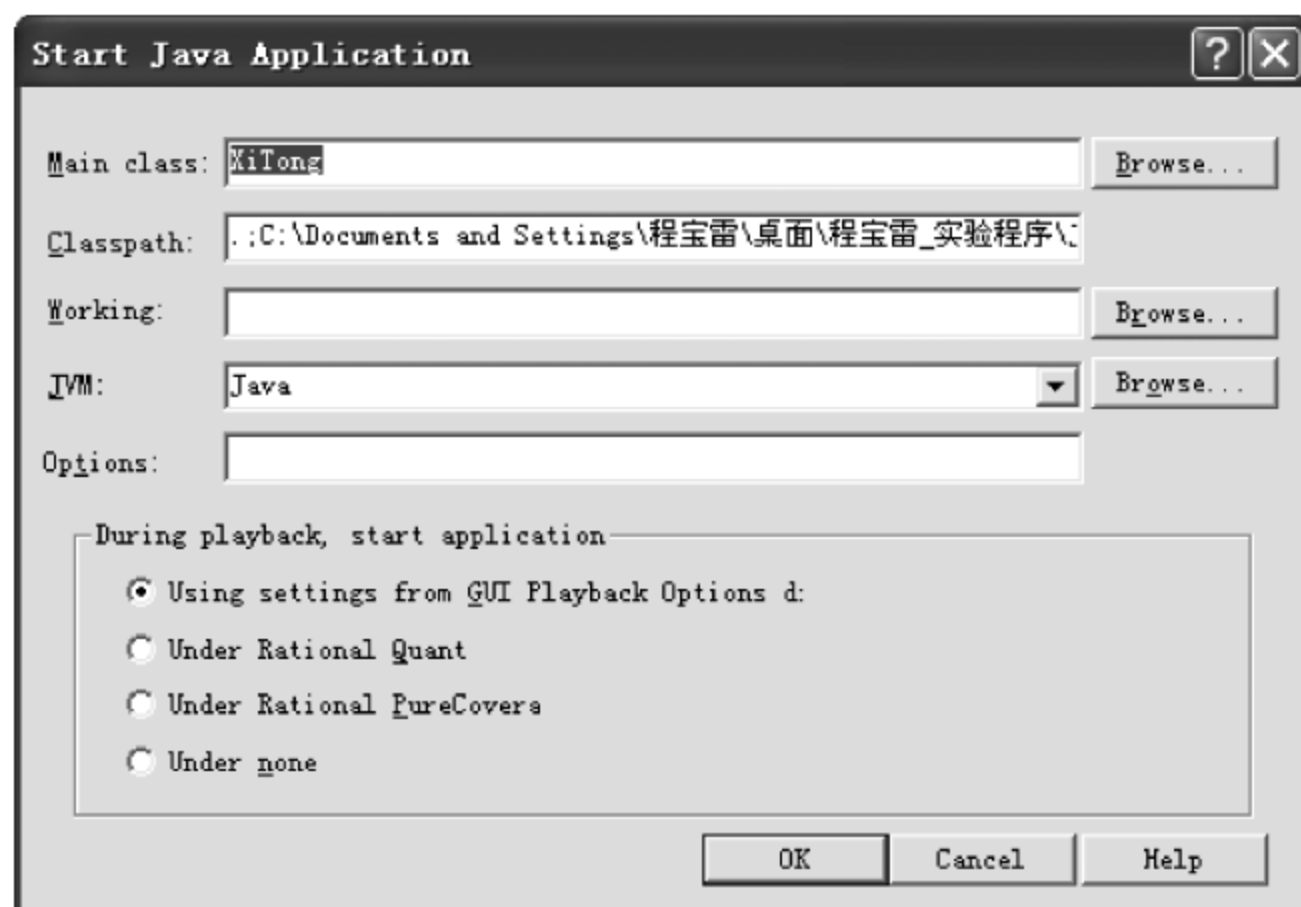 Start Java Application
Main class: XiTong Browse...
Classpath: .;C:\Documents and Settings\程宝雷\桌面\程宝雷_实验程序\
Working: Browse...
JVM: Java Browse...
Options:
During playback, start application
Using settings from GUI Playback Options d:
Under Rational Quant
Under Rational PureCovera
Under none
OK Cancel Help